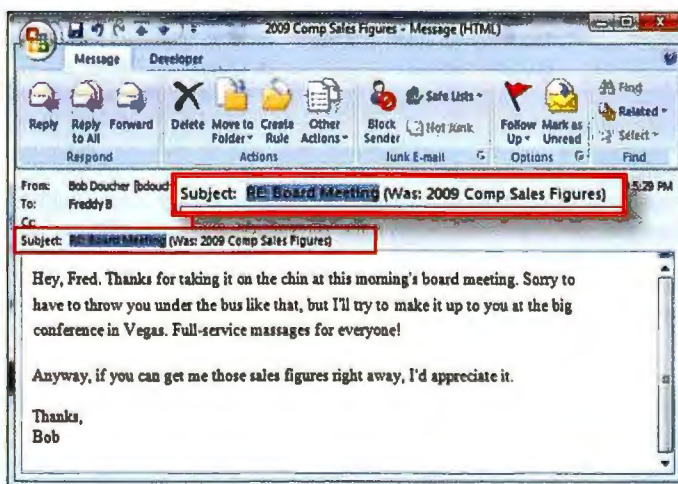 2009 Comp Sales Figures - Message (HTML)
Message Developer
Reply Reply to All Forward Delete Move to Folder Create Rule Other Actions Block Sender Safe Lists Not Junk Follow Up Mark as Unread Find Related Select
Respond Actions Junk E-mail Options Find
From: Bob Doucher 5:29 PM
To: Freddy B
Cc:
Subject: RE: Board Meeting (Was: 2009 Comp Sales Figures)
Subject: RE: Board Meeting (Was: 2009 Comp Sales Figures)
Hey, Fred. Thanks for taking it on the chin at this morning's board meeting. Sorry to
have to throw you under the bus like that, but I'll try to make it up to you at the big
conference in Vegas. Full-service massages for everyone!
Anyway, if you can get me those sales figures right away, I'd appreciate it.
Thanks,
Bob